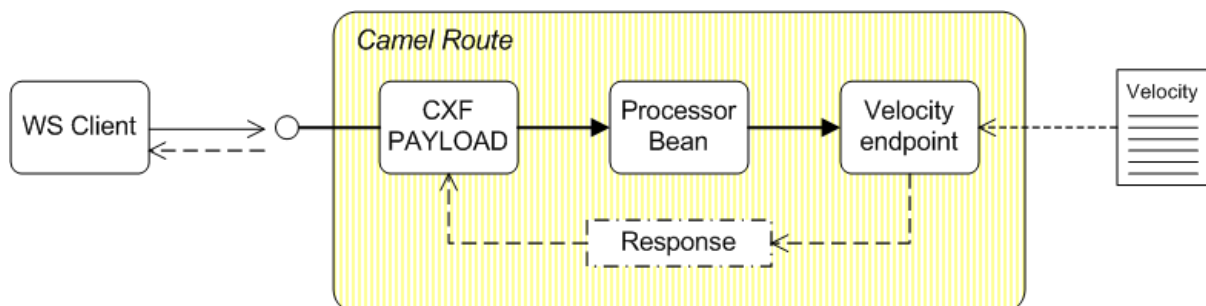 Camel Route
WS Client
CXF
PAYLOAD
Processor
Bean
Velocity
endpoint
Velocity
Response